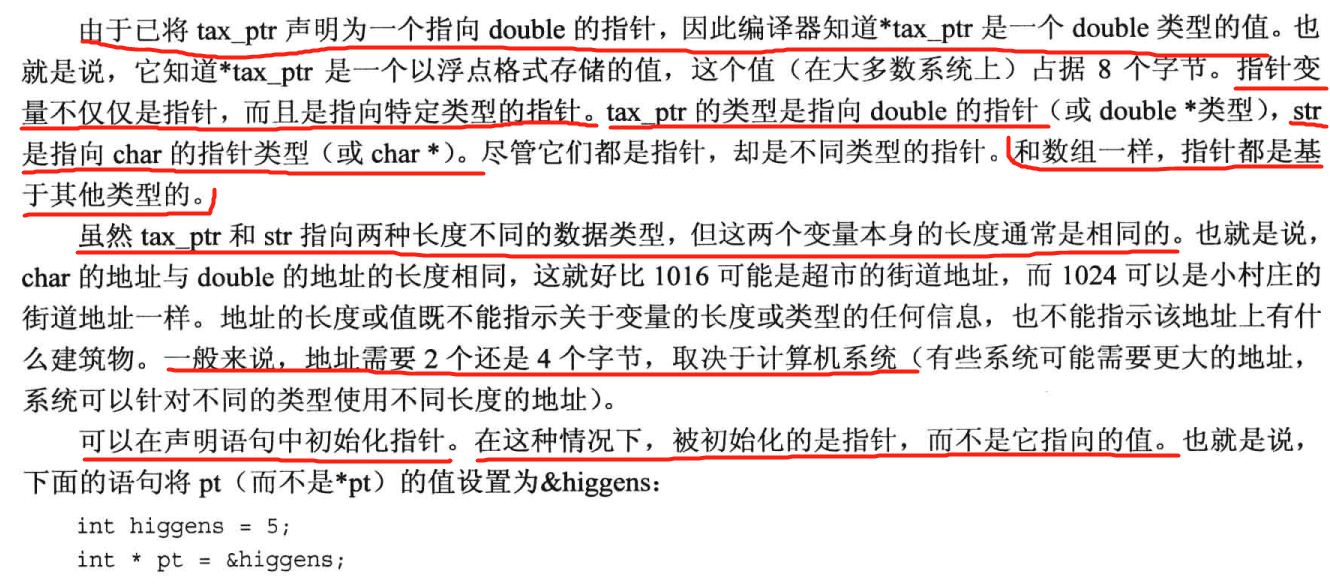 由于已将 tax_ptr 声明为一个指向 double 的指针，因此编译器知道*tax_ptr 是一个 double 类型的值。也
就是说，它知道*tax_ptr 是一个以浮点格式存储的值，这个值（在大多数系统上）占据 8 个字节。指针变
量不仅仅是指针，而且是指向特定类型的指针。tax_ptr 的类型是指向 double 的指针（或 double *类型），str
是指向 char 的指针类型（或 char *）。尽管它们都是指针，却是不同类型的指针。和数组一样，指针都是基
于其他类型的。
虽然 tax_ptr 和 str 指向两种长度不同的数据类型，但这两个变量本身的长度通常是相同的。也就是说，
char 的地址与 double 的地址的长度相同，这就好比 1016 可能是超市的街道地址，而 1024 可以是小村庄的
街道地址一样。地址的长度或值既不能指示关于变量的长度或类型的任何信息，也不能指示该地址上有什
么建筑物。一般来说，地址需要 2 个还是 4 个字节，取决于计算机系统（有些系统可能需要更大的地址，
系统可以针对不同的类型使用不同长度的地址）。
可以在声明语句中初始化指针。在这种情况下，被初始化的是指针，而不是它指向的值。也就是说，
下面的语句将 pt（而不是*pt）的值设置为&higgens：
int higgens = 5;
int * pt = &higgens;